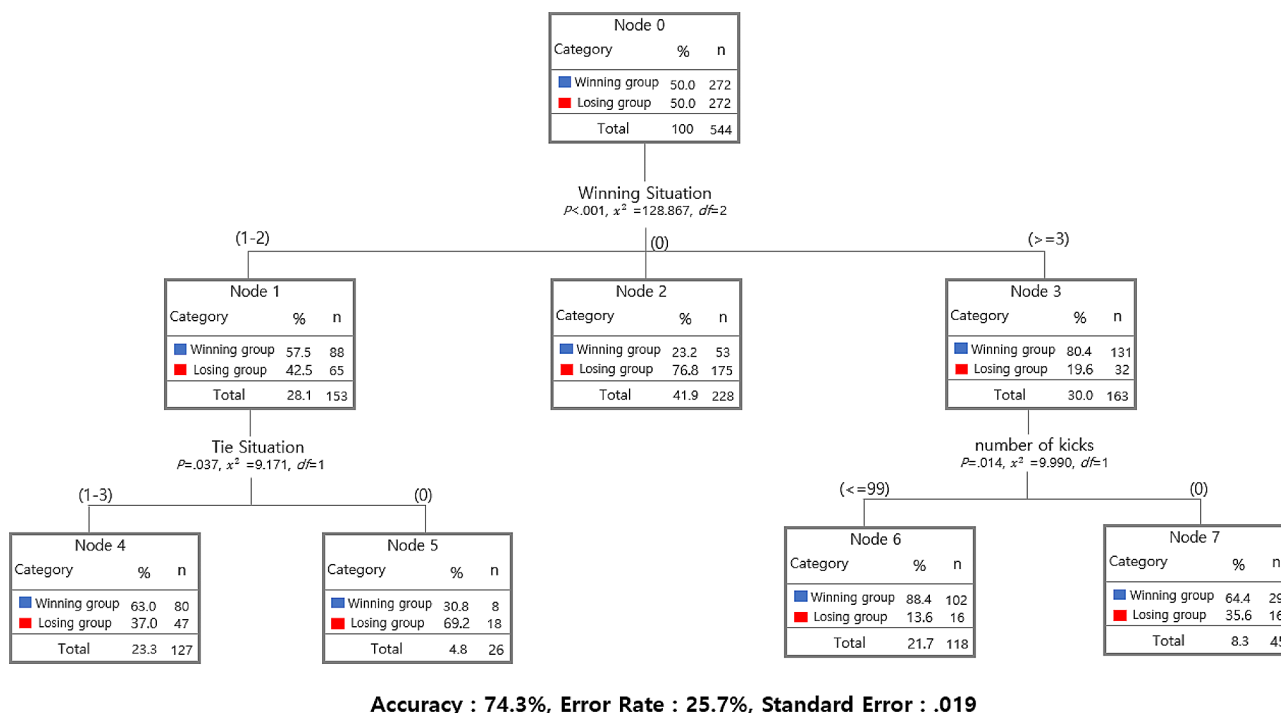 Node 0
Category % n
Winning group 50.0 272
Losing group 50.0 272
Total 100 544
Winning Situation
P<.001, x² =128.867, df=2
(1-2) (0) (>=3)
Node 1
Category % n
Winning group 57.5 88
Losing group 42.5 65
Total 28.1 153
Node 2
Category % n
Winning group 23.2 53
Losing group 76.8 175
Total 41.9 228
Node 3
Category % n
Winning group 80.4 131
Losing group 19.6 32
Total 30.0 163
Tie Situation
P=.037, x² =9.171, df=1
(1-3) (0)
number of kicks
P=.014, x² =9.990, df=1
(<=99) (0)
Node 4
Category % n
Winning group 63.0 80
Losing group 37.0 47
Total 23.3 127
Node 5
Category % n
Winning group 30.8 8
Losing group 69.2 18
Total 4.8 26
Node 6
Category % n
Winning group 88.4 102
Losing group 13.6 16
Total 21.7 118
Node 7
Category % n
Winning group 64.4 29
Losing group 35.6 16
Total 8.3 45
Accuracy : 74.3%, Error Rate : 25.7%, Standard Error : .019